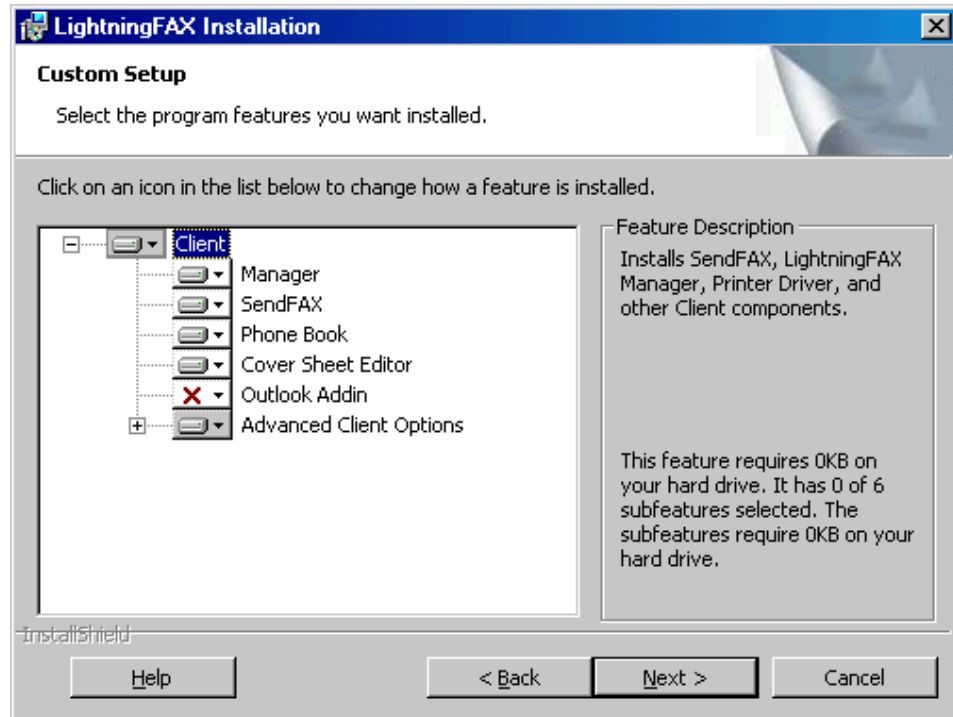 LightningFAX Installation
Custom Setup
Select the program features you want installed.
Click on an icon in the list below to change how a feature is installed.
Client
Manager
SendFAX
Phone Book
Cover Sheet Editor
Outlook Addin
Advanced Client Options
Feature Description
Installs SendFAX, LightningFAX
Manager, Printer Driver, and
other Client components.
This feature requires 0KB on
your hard drive. It has 0 of 6
subfeatures selected. The
subfeatures require 0KB on your
hard drive.
InstallShield
Help
< Back
Next >
Cancel